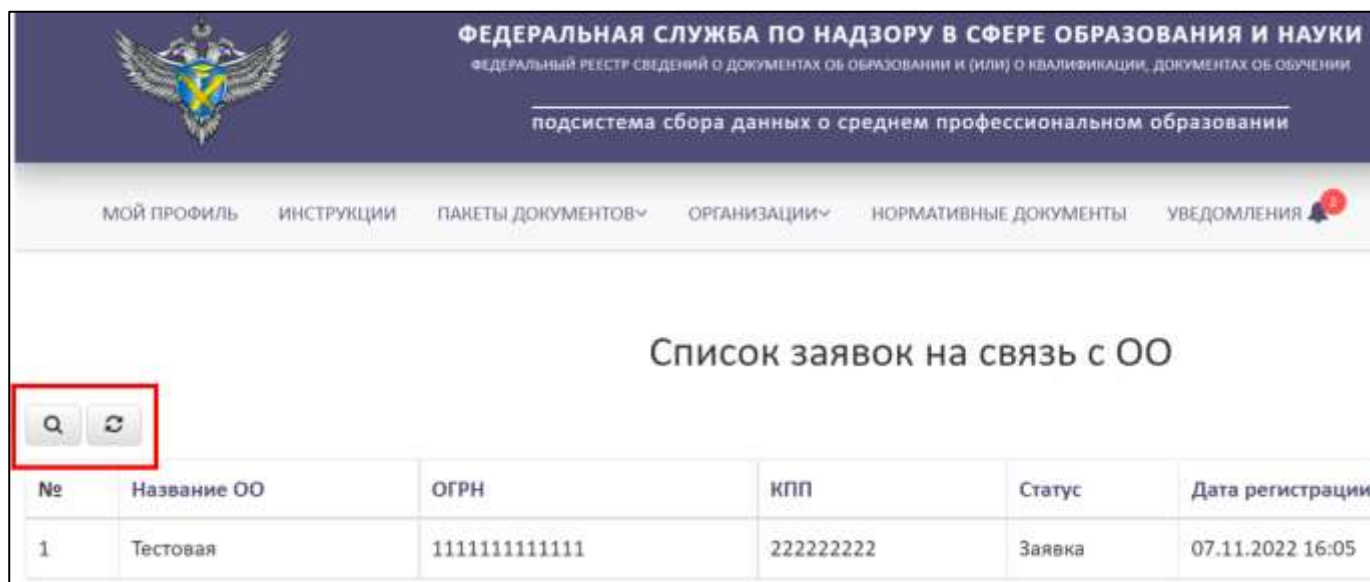 ФЕДЕРАЛЬНАЯ СЛУЖБА ПО НАДЗОРУ В СФЕРЕ ОБРАЗОВАНИЯ И НАУКИ
ФЕДЕРАЛЬНЫЙ РЕЕСТР СВЕДЕНИЙ О ДОКУМЕНТАХ ОБ ОБРАЗОВАНИИ И (ИЛИ) О КВАЛИФИКАЦИИ, ДОКУМЕНТАХ ОБ ОБУЧЕНИИ
подсистема сбора данных о среднем профессиональном образовании
МОЙ ПРОФИЛЬ ИНСТРУКЦИИ ПАКЕТЫ ДОКУМЕНТОВ ОРГАНИЗАЦИИ НОРМАТИВНЫЕ ДОКУМЕНТЫ УВЕДОМЛЕНИЯ 2
Список заявок на связь с ОО
№ Название ОО ОГРН КПП Статус Дата регистрации
1 Тестовая 1111111111111 222222222 Заявка 07.11.2022 16:05